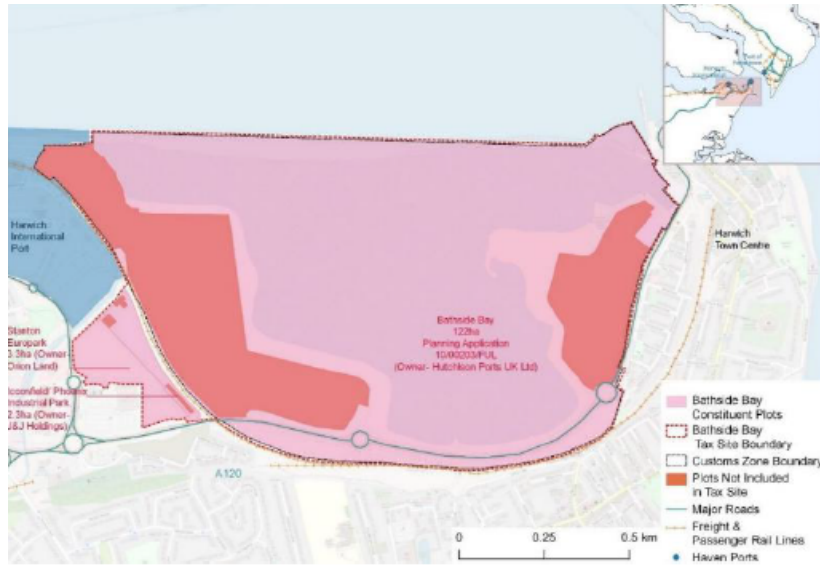 Harwich
International
Port
Harwich
Town Centre
Bathside Bay
122ha
Planning Application
10/00203/FUL
(Owner- Hutchison Ports UK Ltd)
Stanton
Europark
3.3ha (Owner-
Orion Land)
Industrial Park
2.3ha (Owner-
J&J Holdings)
A120
Bathside Bay
Constituent Plots
Bathside Bay
Tax Site Boundary
Customs Zone Boundary
Plots Not Included
in Tax Site
Major Roads
Freight &
Passenger Rail Lines
Haven Ports
0 0.25 0.5 km